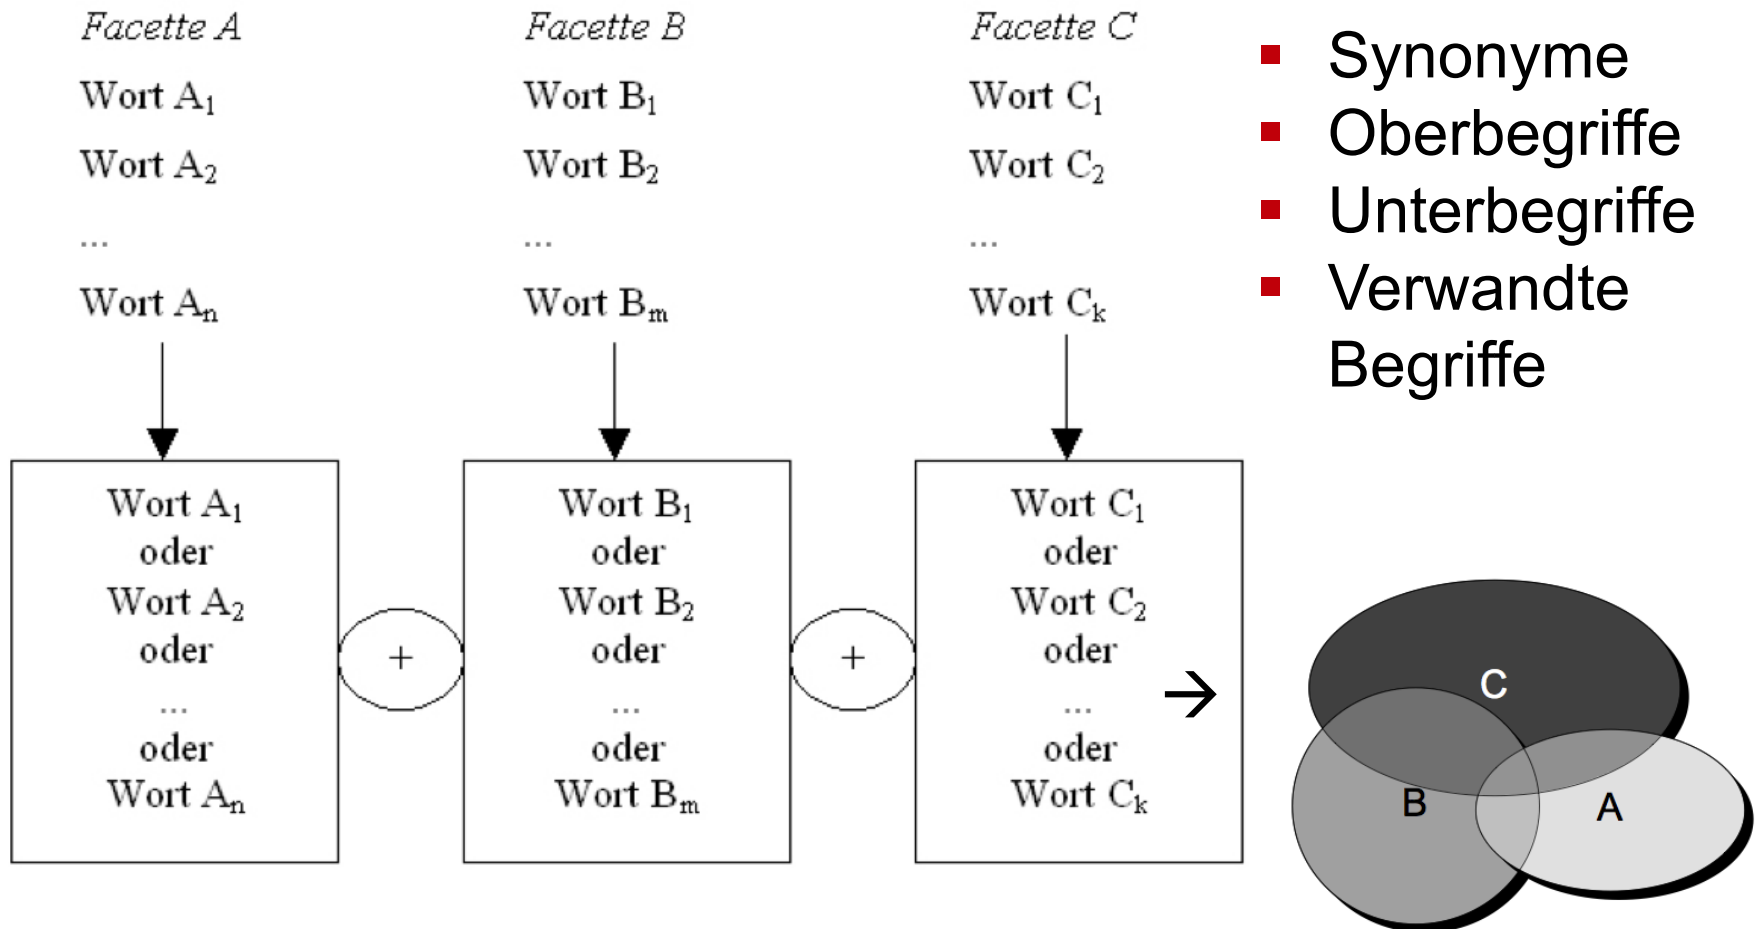 Facette A
Wort A1
Wort A2
...
Wort An
Facette B
Wort B1
Wort B2
...
Wort Bm
Facette C
Wort C1
Wort C2
...
Wort Ck
Synonyme
Oberbegriffe
Unterbegriffe
Verwandte
Begriffe
Wort A1
oder
Wort A2
oder
...
oder
Wort An
+
Wort B1
oder
Wort B2
oder
...
oder
Wort Bm
+
Wort C1
oder
Wort C2
oder
...
oder
Wort Ck
→
C
B
A